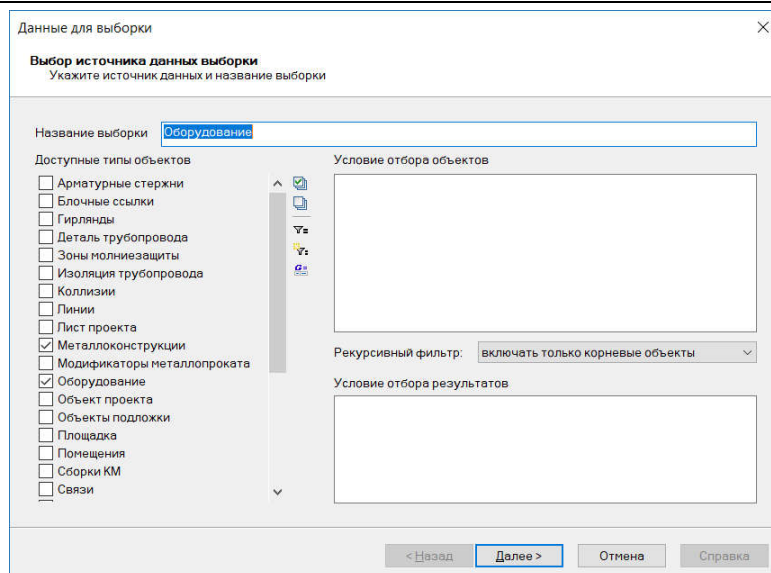 Данные для выборки
Выбор источника данных выборки
Укажите источник данных и название выборки
Название выборки Оборудование
Доступные типы объектов
Арматурные стержни
Блочные ссылки
Гирлянды
Деталь трубопровода
Зоны молниезащиты
Изоляция трубопровода
Коллизии
Линии
Лист проекта
Металлоконструкции
Модификаторы металлопроката
Оборудование
Объект проекта
Объекты подложки
Площадка
Помещения
Сборки КМ
Связи
Условие отбора объектов
Рекурсивный фильтр: включать только корневые объекты
Условие отбора результатов
< Назад Далее > Отмена Справка